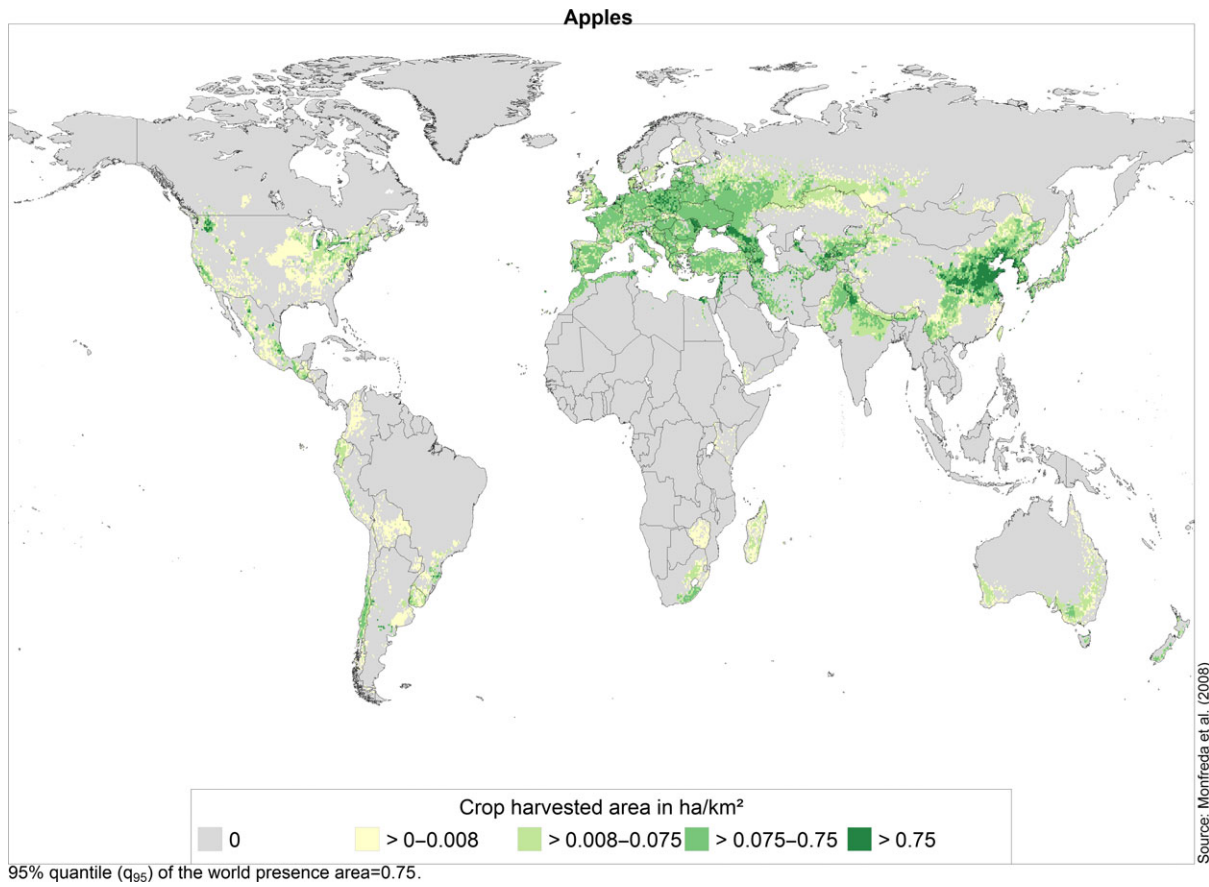 Apples
Source: Monfreda et al. (2008)
Crop harvested area in ha/km²
0 > 0–0.008 > 0.008–0.075 > 0.075–0.75 > 0.75
95% quantile (q₉₅) of the world presence area=0.75.